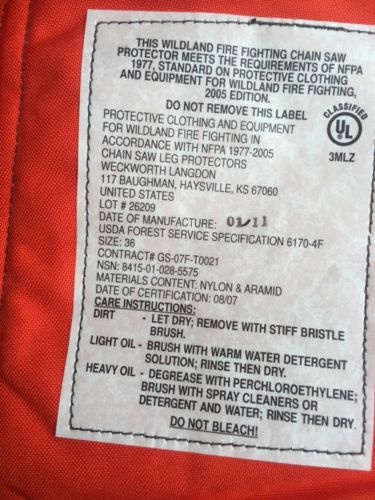 THIS WILDLAND FIRE FIGHTING CHAIN SAW
PROTECTOR MEETS THE REQUIREMENTS OF NFPA
1977, STANDARD ON PROTECTIVE CLOTHING
AND EQUIPMENT FOR WILDLAND FIRE FIGHTING,
2005 EDITION.
DO NOT REMOVE THIS LABEL
PROTECTIVE CLOTHING AND EQUIPMENT
FOR WILDLAND FIRE FIGHTING IN
ACCORDANCE WITH NFPA 1977-2005
CHAIN SAW LEG PROTECTORS
WECKWORTH LANGDON
117 BAUGHMAN, HAYSVILLE, KS 67060
UNITED STATES
LOT # 26209
DATE OF MANUFACTURE: 01/11
USDA FOREST SERVICE SPECIFICATION 6170-4F
SIZE: 36
CONTRACT# GS-07F-T0021
NSN: 8415-01-028-5575
MATERIALS CONTENT: NYLON & ARAMID
DATE OF CERTIFICATION: 08/07
CARE INSTRUCTIONS:
DIRT - LET DRY; REMOVE WITH STIFF BRISTLE
BRUSH.
LIGHT OIL - BRUSH WITH WARM WATER DETERGENT
SOLUTION; RINSE THEN DRY.
HEAVY OIL - DEGREASE WITH PERCHLOROETHYLENE;
BRUSH WITH SPRAY CLEANERS OR
DETERGENT AND WATER; RINSE THEN DRY.
DO NOT BLEACH!
CLASSIFIED
UL
3MLZ